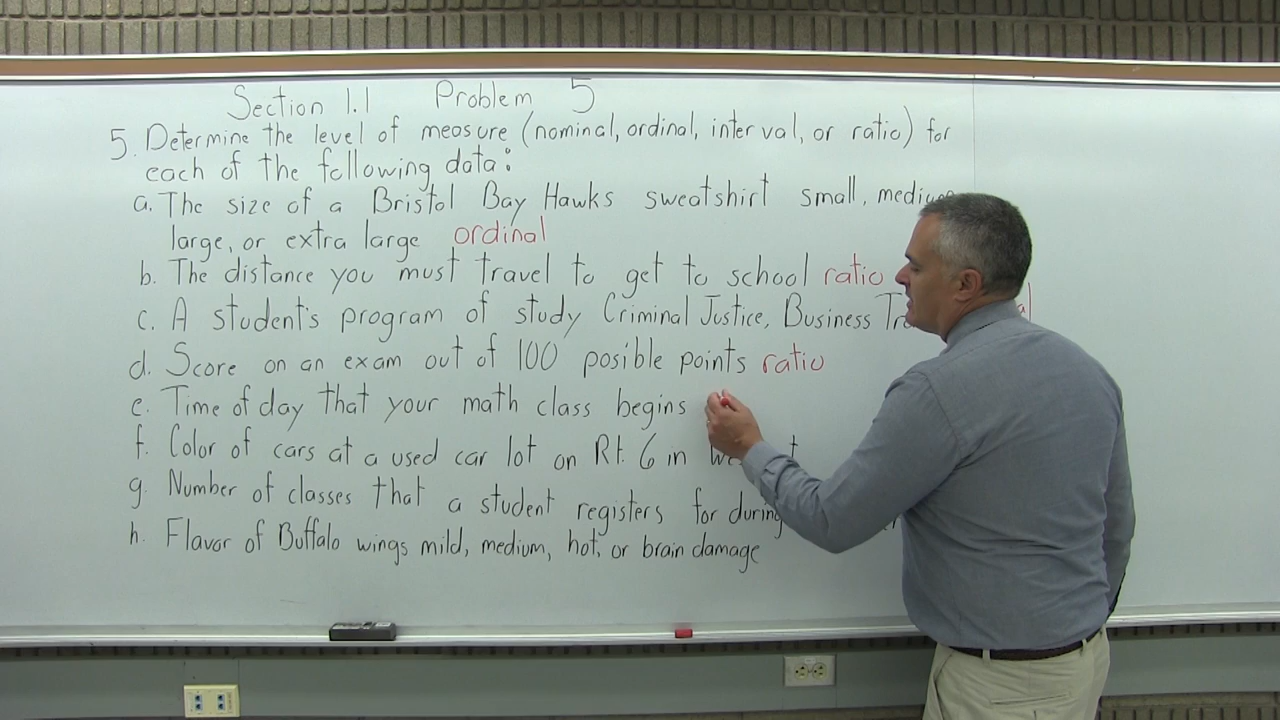 Section 1.1 Problem 5
5. Determine the level of measure (nominal, ordinal, interval, or ratio) for
each of the following data:
a. The size of a Bristol Bay Hawks sweatshirt small, medium
large, or extra large ordinal
b. The distance you must travel to get to school ratio
c. A student's program of study Criminal Justice, Business
d. Score on an exam out of 100 posible points ratio
e. Time of day that your math class begins
f. Color of cars at a used car lot on Rt. 6 in
g. Number of classes that a student registers for during
h. Flavor of Buffalo wings mild, medium, hot, or brain damage